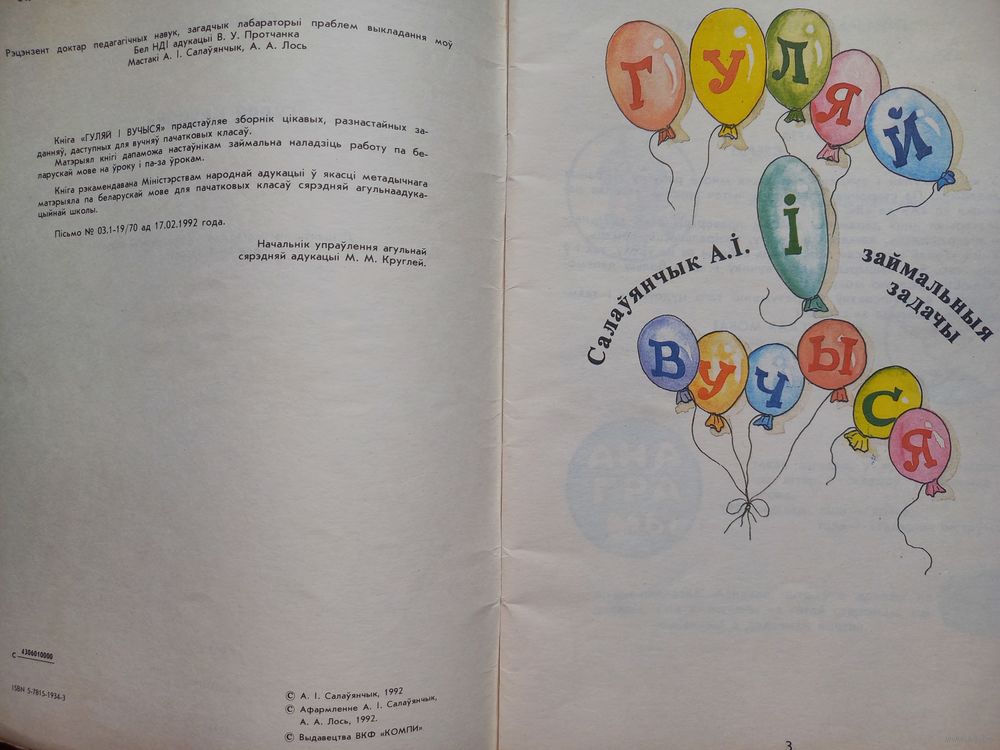 Рэцэнзент доктар педагагічных навук, загадчык лабараторыі праблем выкладання моў
Бел НДІ адукацыі В. У. Протчанка
Мастакі А. І. Салаўянчык, А. А. Лось
Кніга «ГУЛЯЙ І ВУЧЫСЯ» прадстаўляе зборнік цікавых, разнастайных за-
данняў, даступных для вучняў пачатковых класаў.
Матэрыял кнігі дапаможа настаўнікам займальна наладзіць работу па бе-
ларускай мове на ўроку і па-за ўрокам.
Кніга рэкамендавана Міністэрствам народнай адукацыі ў якасці метадычнага
матэрыяла па беларускай мове для пачатковых класаў сярэдняй агульнаадука-
цыйнай школы.
Пісьмо № 03.1-19/70 ад 17.02.1992 года.
Начальнік упраўлення агульнай
сярэдняй адукацыі М. М. Круглей.
С 4306010000
ISBN 5-7815-1934-3
© А. І. Салаўянчык, 1992
© Афармленне А. І. Салаўянчык,
А. А. Лось, 1992.
© Выдавецтва ВКФ «КОМПИ»
ГУЛЯЙ
і
Салаўянчык А.І.
займальныя
задачы
ВУЧЫСЯ
3